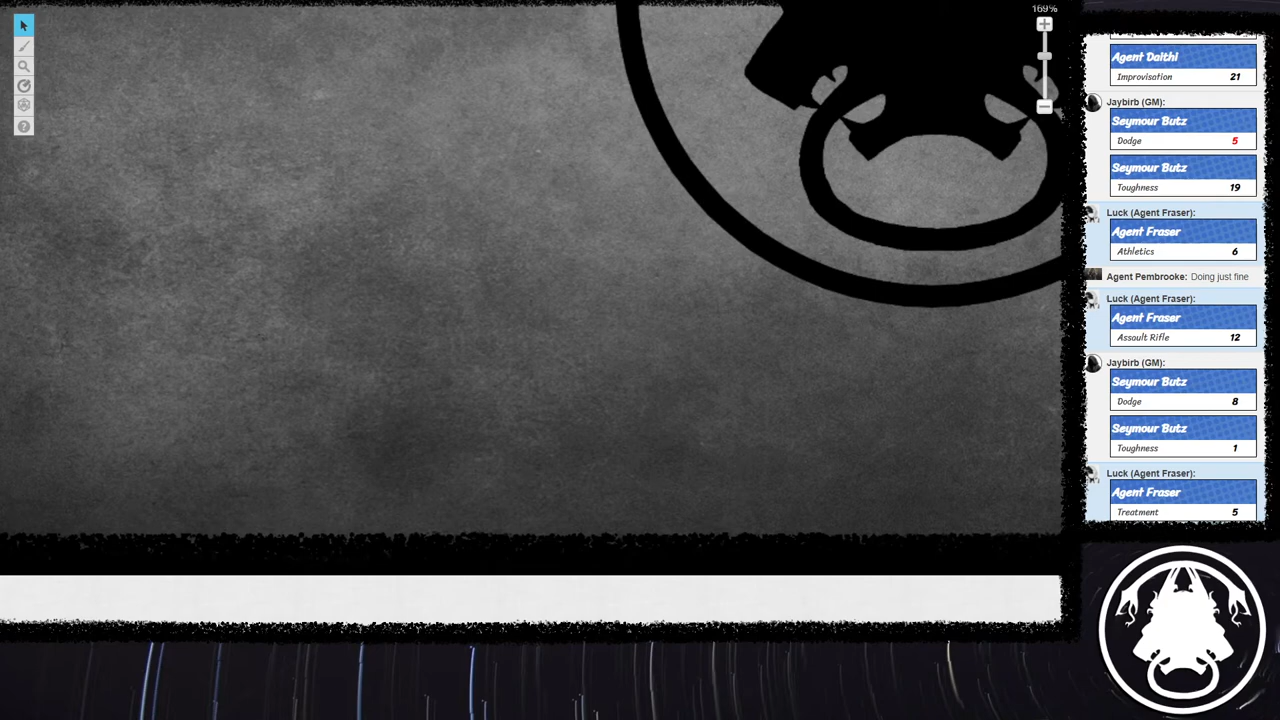 169%
Agent Daithi
Improvisation 21
Jaybirb (GM):
Seymour Butz
Dodge 5
Seymour Butz
Toughness 19
Luck (Agent Fraser):
Agent Fraser
Athletics 6
Agent Pembrooke: Doing just fine
Luck (Agent Fraser):
Agent Fraser
Assault Rifle 12
Jaybirb (GM):
Seymour Butz
Dodge 8
Seymour Butz
Toughness 1
Luck (Agent Fraser):
Agent Fraser
Treatment 5